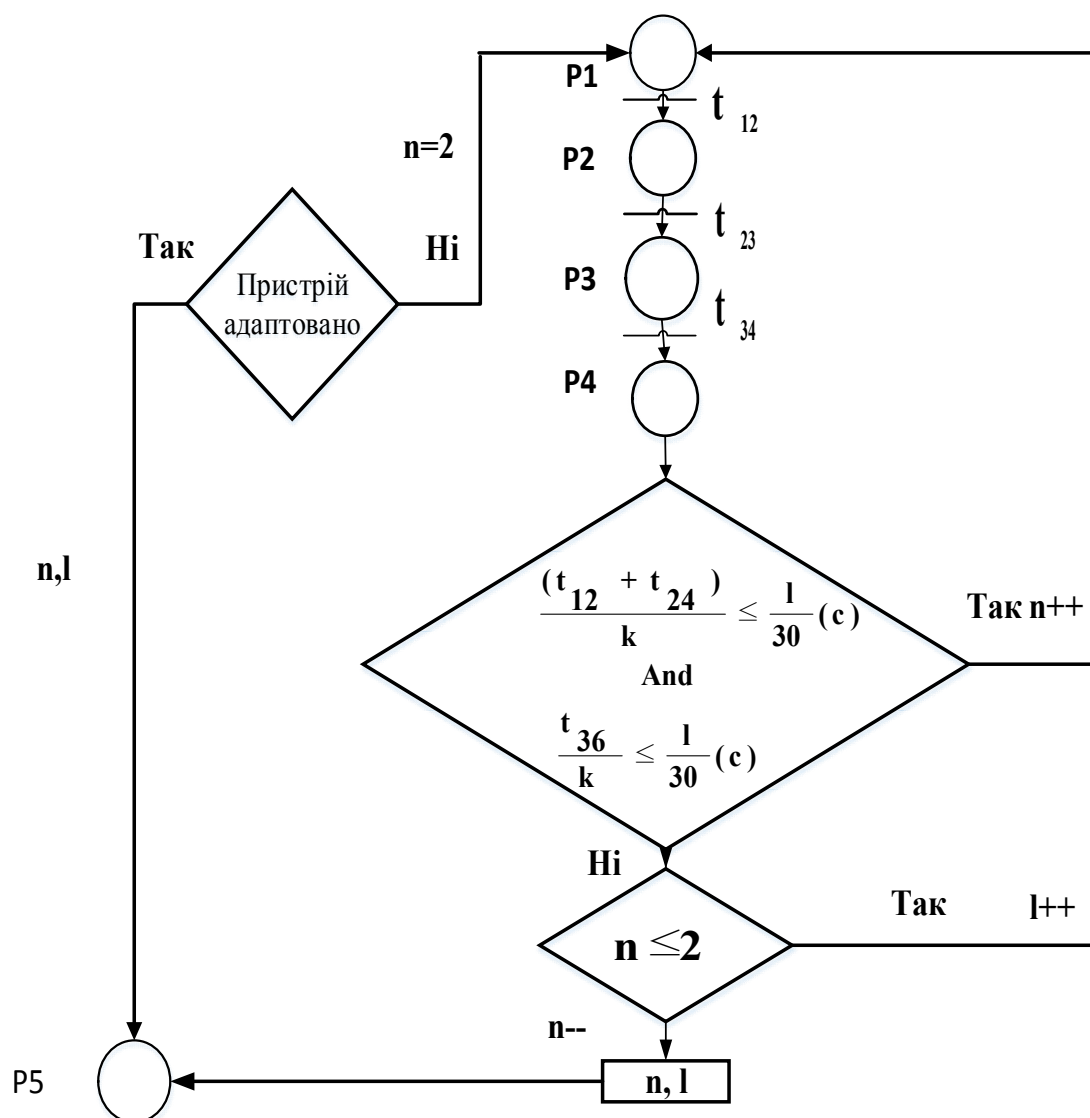 P1
t 12
n=2
P2
Так
Ні
t 23
Пристрій
адаптовано
P3
t 34
P4
n,l
(t 12 + t 24 )
k
≤
l
30
(c)
And
t 36
k
≤
l
30
(c)
Так n++
Ні
n ≤2
Так
l++
n--
n, l
P5